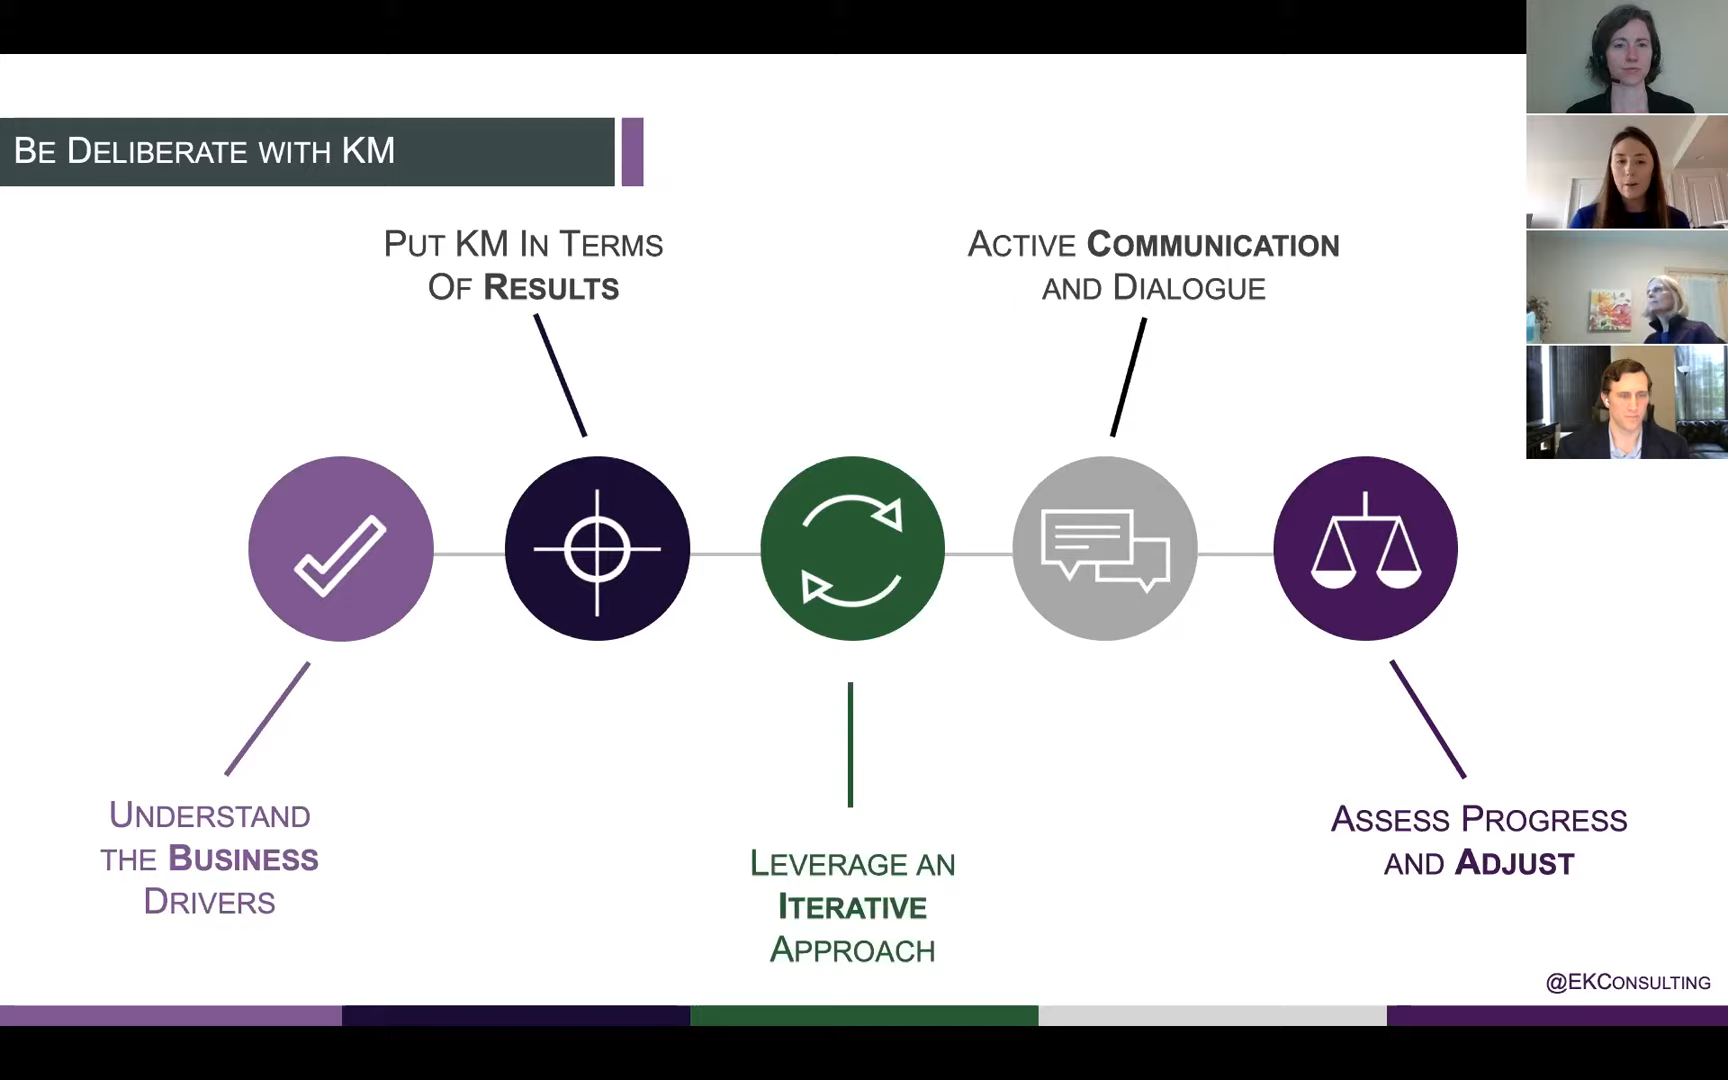 BE DELIBERATE WITH KM
PUT KM IN TERMS
OF RESULTS
ACTIVE COMMUNICATION
AND DIALOGUE
UNDERSTAND
THE BUSINESS
DRIVERS
LEVERAGE AN
ITERATIVE
APPROACH
ASSESS PROGRESS
AND ADJUST
@EKCONSULTING